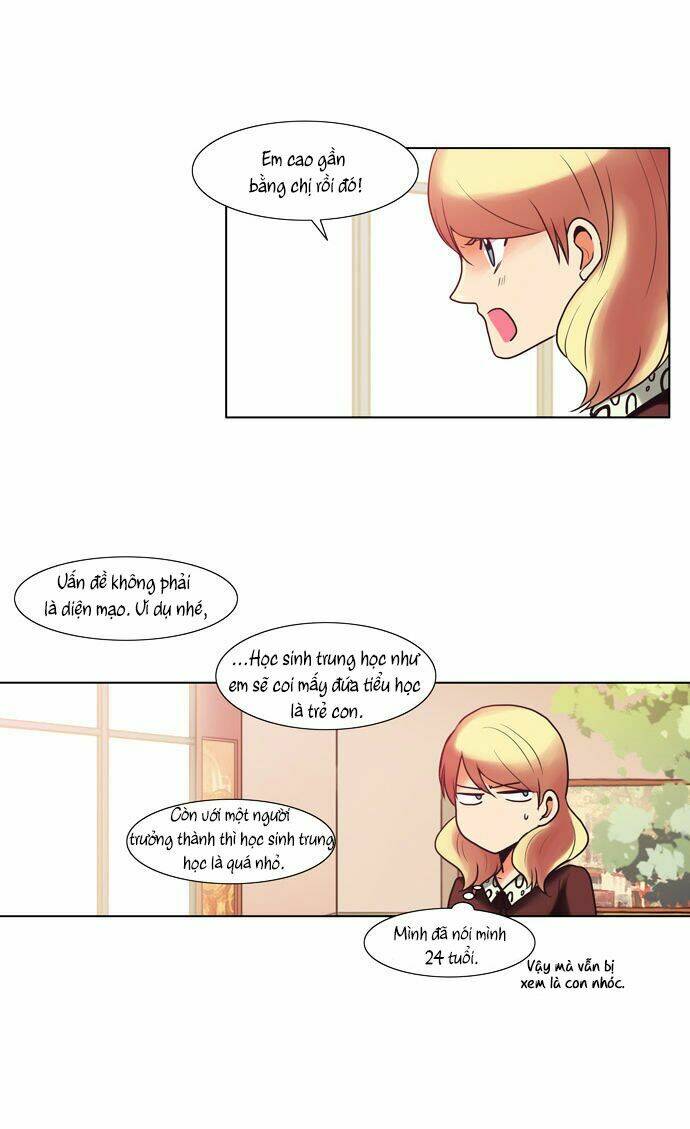 Em cao gần
bằng chị rồi đó!
Vấn đề không phải
là diện mạo. Ví dụ nhé,
...Học sinh trung học như
em sẽ coi mấy đứa tiểu học
là trẻ con.
Còn với một người
trưởng thành thì học sinh trung
học là quá nhỏ.
Mình đã nói mình
24 tuổi.
Vậy mà vẫn bị
xem là con nhóc.